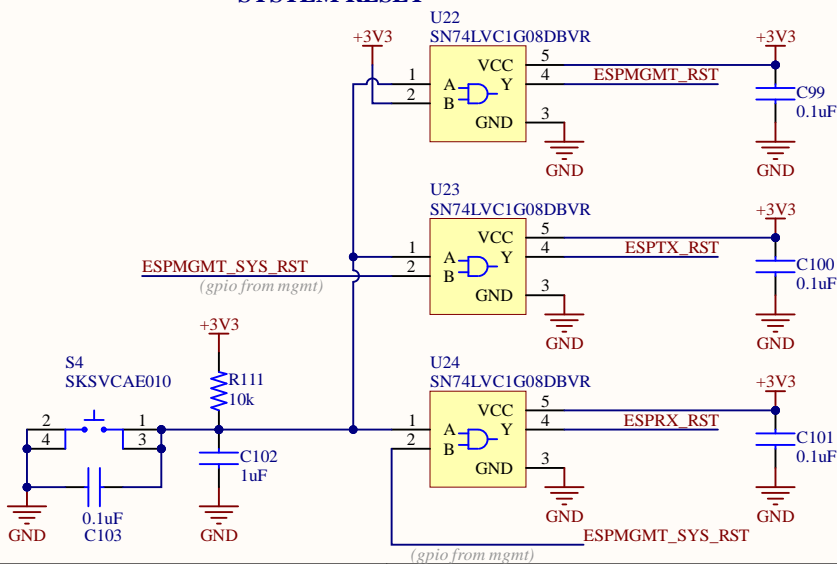 SYSTEM RESET
U22
SN74LVC1G08DBVR
+3V3
+3V3
1
2
A
B
VCC
Y
GND
5
4
3
ESPMGMT_RST
C99
0.1uF
GND
GND
U23
SN74LVC1G08DBVR
+3V3
1
2
A
B
VCC
Y
GND
5
4
3
ESPTX_RST
C100
0.1uF
GND
GND
ESPMGMT_SYS_RST
(gpio from mgmt)
+3V3
R111
10k
S4
SKSVCAE010
2
4
1
3
C102
1uF
0.1uF
C103
GND
GND
U24
SN74LVC1G08DBVR
+3V3
1
2
A
B
VCC
Y
GND
5
4
3
ESPRX_RST
C101
0.1uF
GND
GND
ESPMGMT_SYS_RST
(gpio from mgmt)